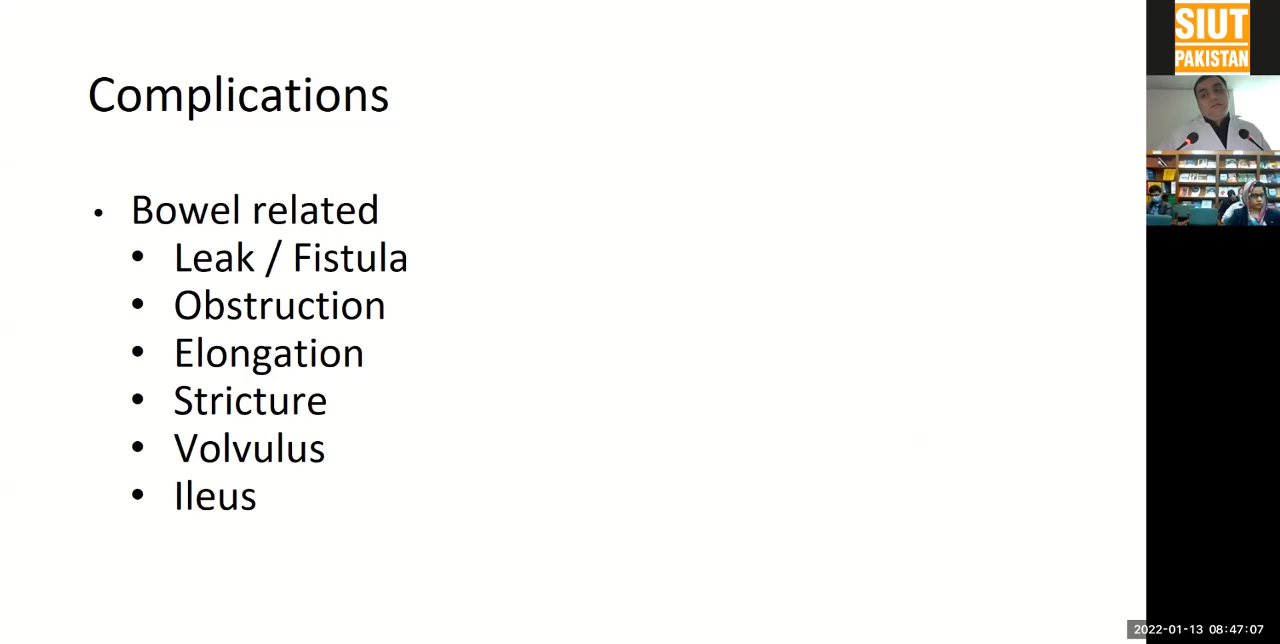 Complications
• Bowel related
• Leak / Fistula
• Obstruction
• Elongation
• Stricture
• Volvulus
• Ileus
SIUT
PAKISTAN
2022-01-13 08:47:07